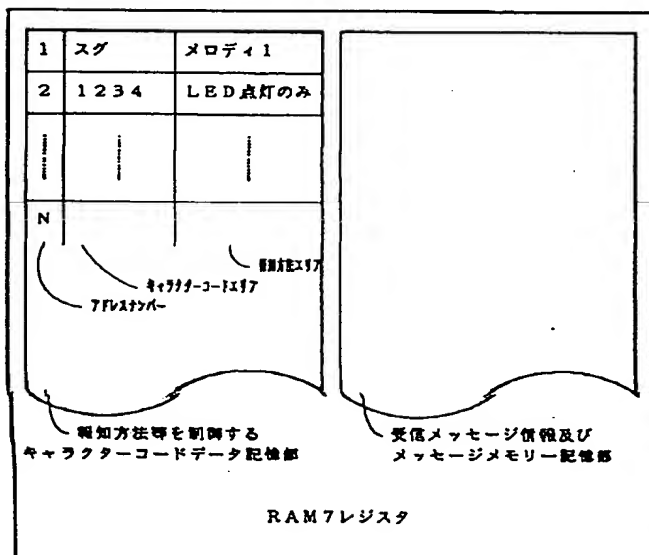 1 スグ メロディ1
2 1234 LED点灯のみ
N
報知方法エリア
キャラクターコードエリア
アドレスナンバー
報知方法等を制御する
キャラクターコードデータ記憶部
受信メッセージ情報及び
メッセージメモリー記憶部
RAM7レジスタ